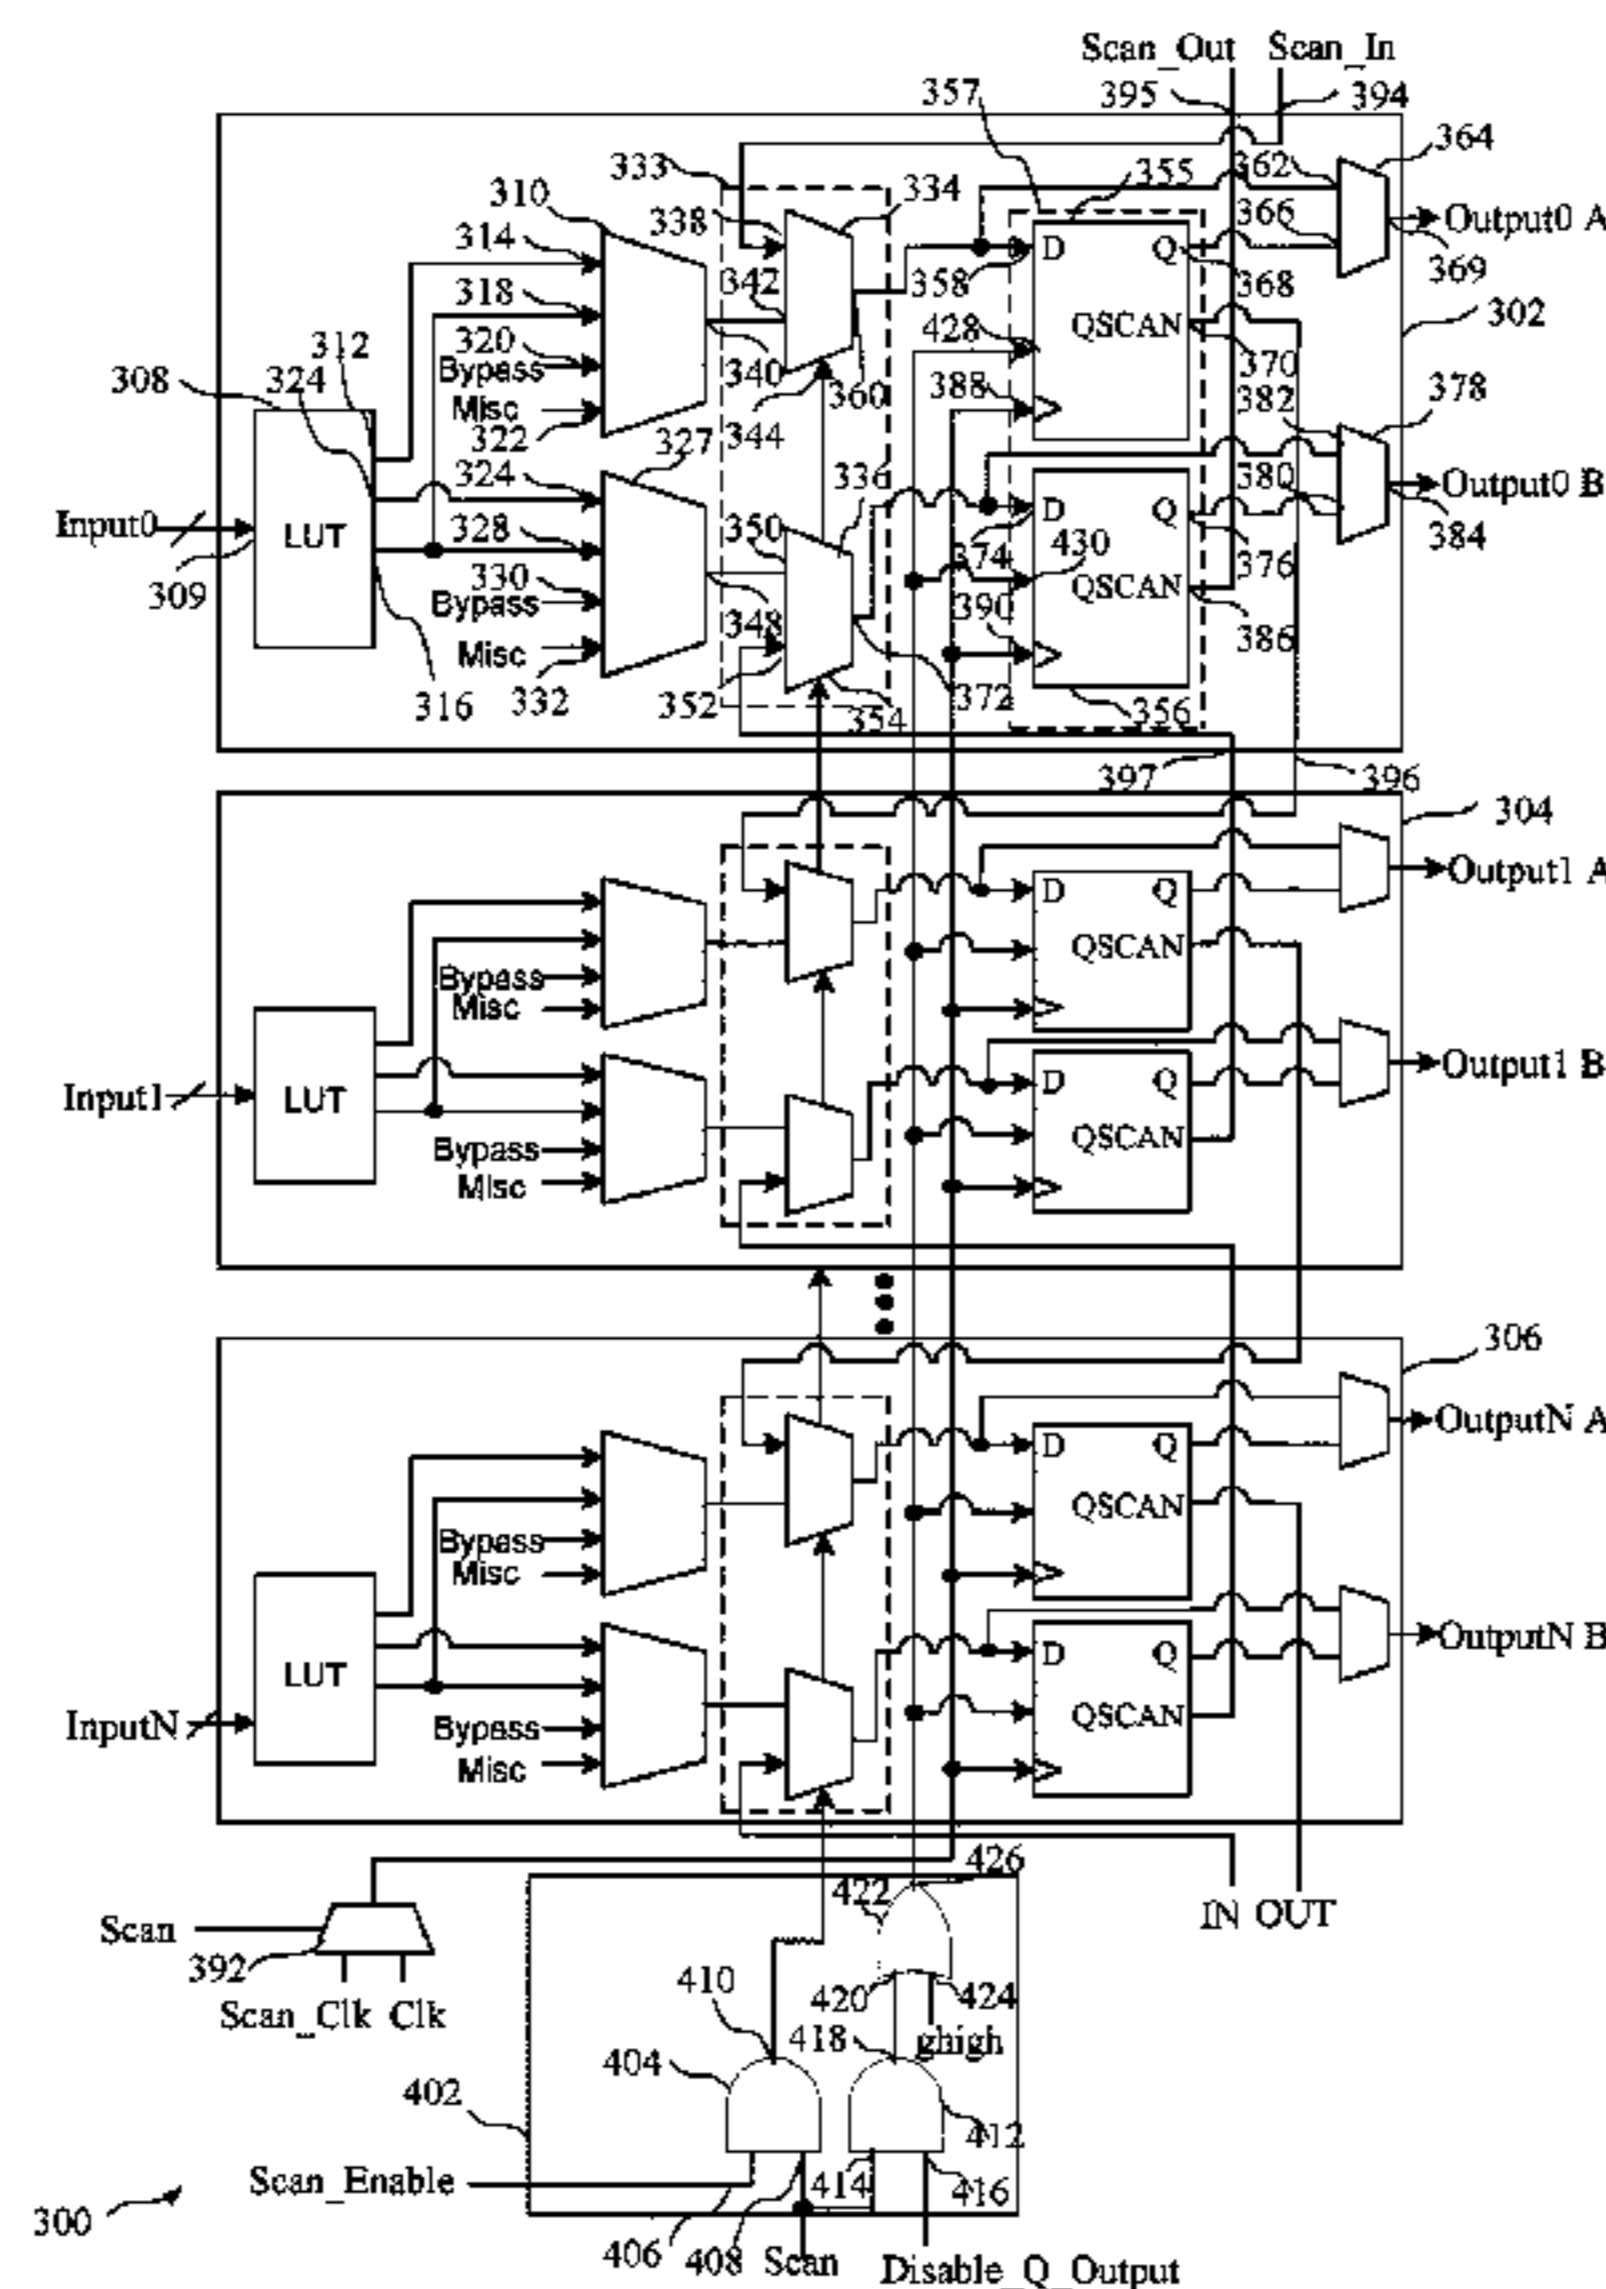 Scan_Out Scan_In
357 395 394
364
333 355 362
310 334
314 338 366 Output0 A
D Q
342 358 368 369
318
312 320 428 QSCAN 302
Bypass 340 360 370
308 324 388 382 378
Misc
322 344
327
324 336 380 Output0 B
Input0 LUT D Q
328 350 374 430 376 384
309 330 QSCAN
Bypass 348 390 386
Misc
316 332 352 354 372 356
397 396
304
Output1 A
D Q
QSCAN
Bypass
Misc
Output1 B
D Q
Input1 LUT
QSCAN
Bypass
Misc
306
OutputN A
D Q
QSCAN
Bypass
Misc
OutputN B
D Q
LUT
InputN QSCAN
Bypass
Misc
426
422
Scan IN OUT
392
410 420 424
Scan_Clk Clk
418 ghigh
404
402
412
Scan_Enable 414 416
300
406 408 Scan Disable_Q_Output